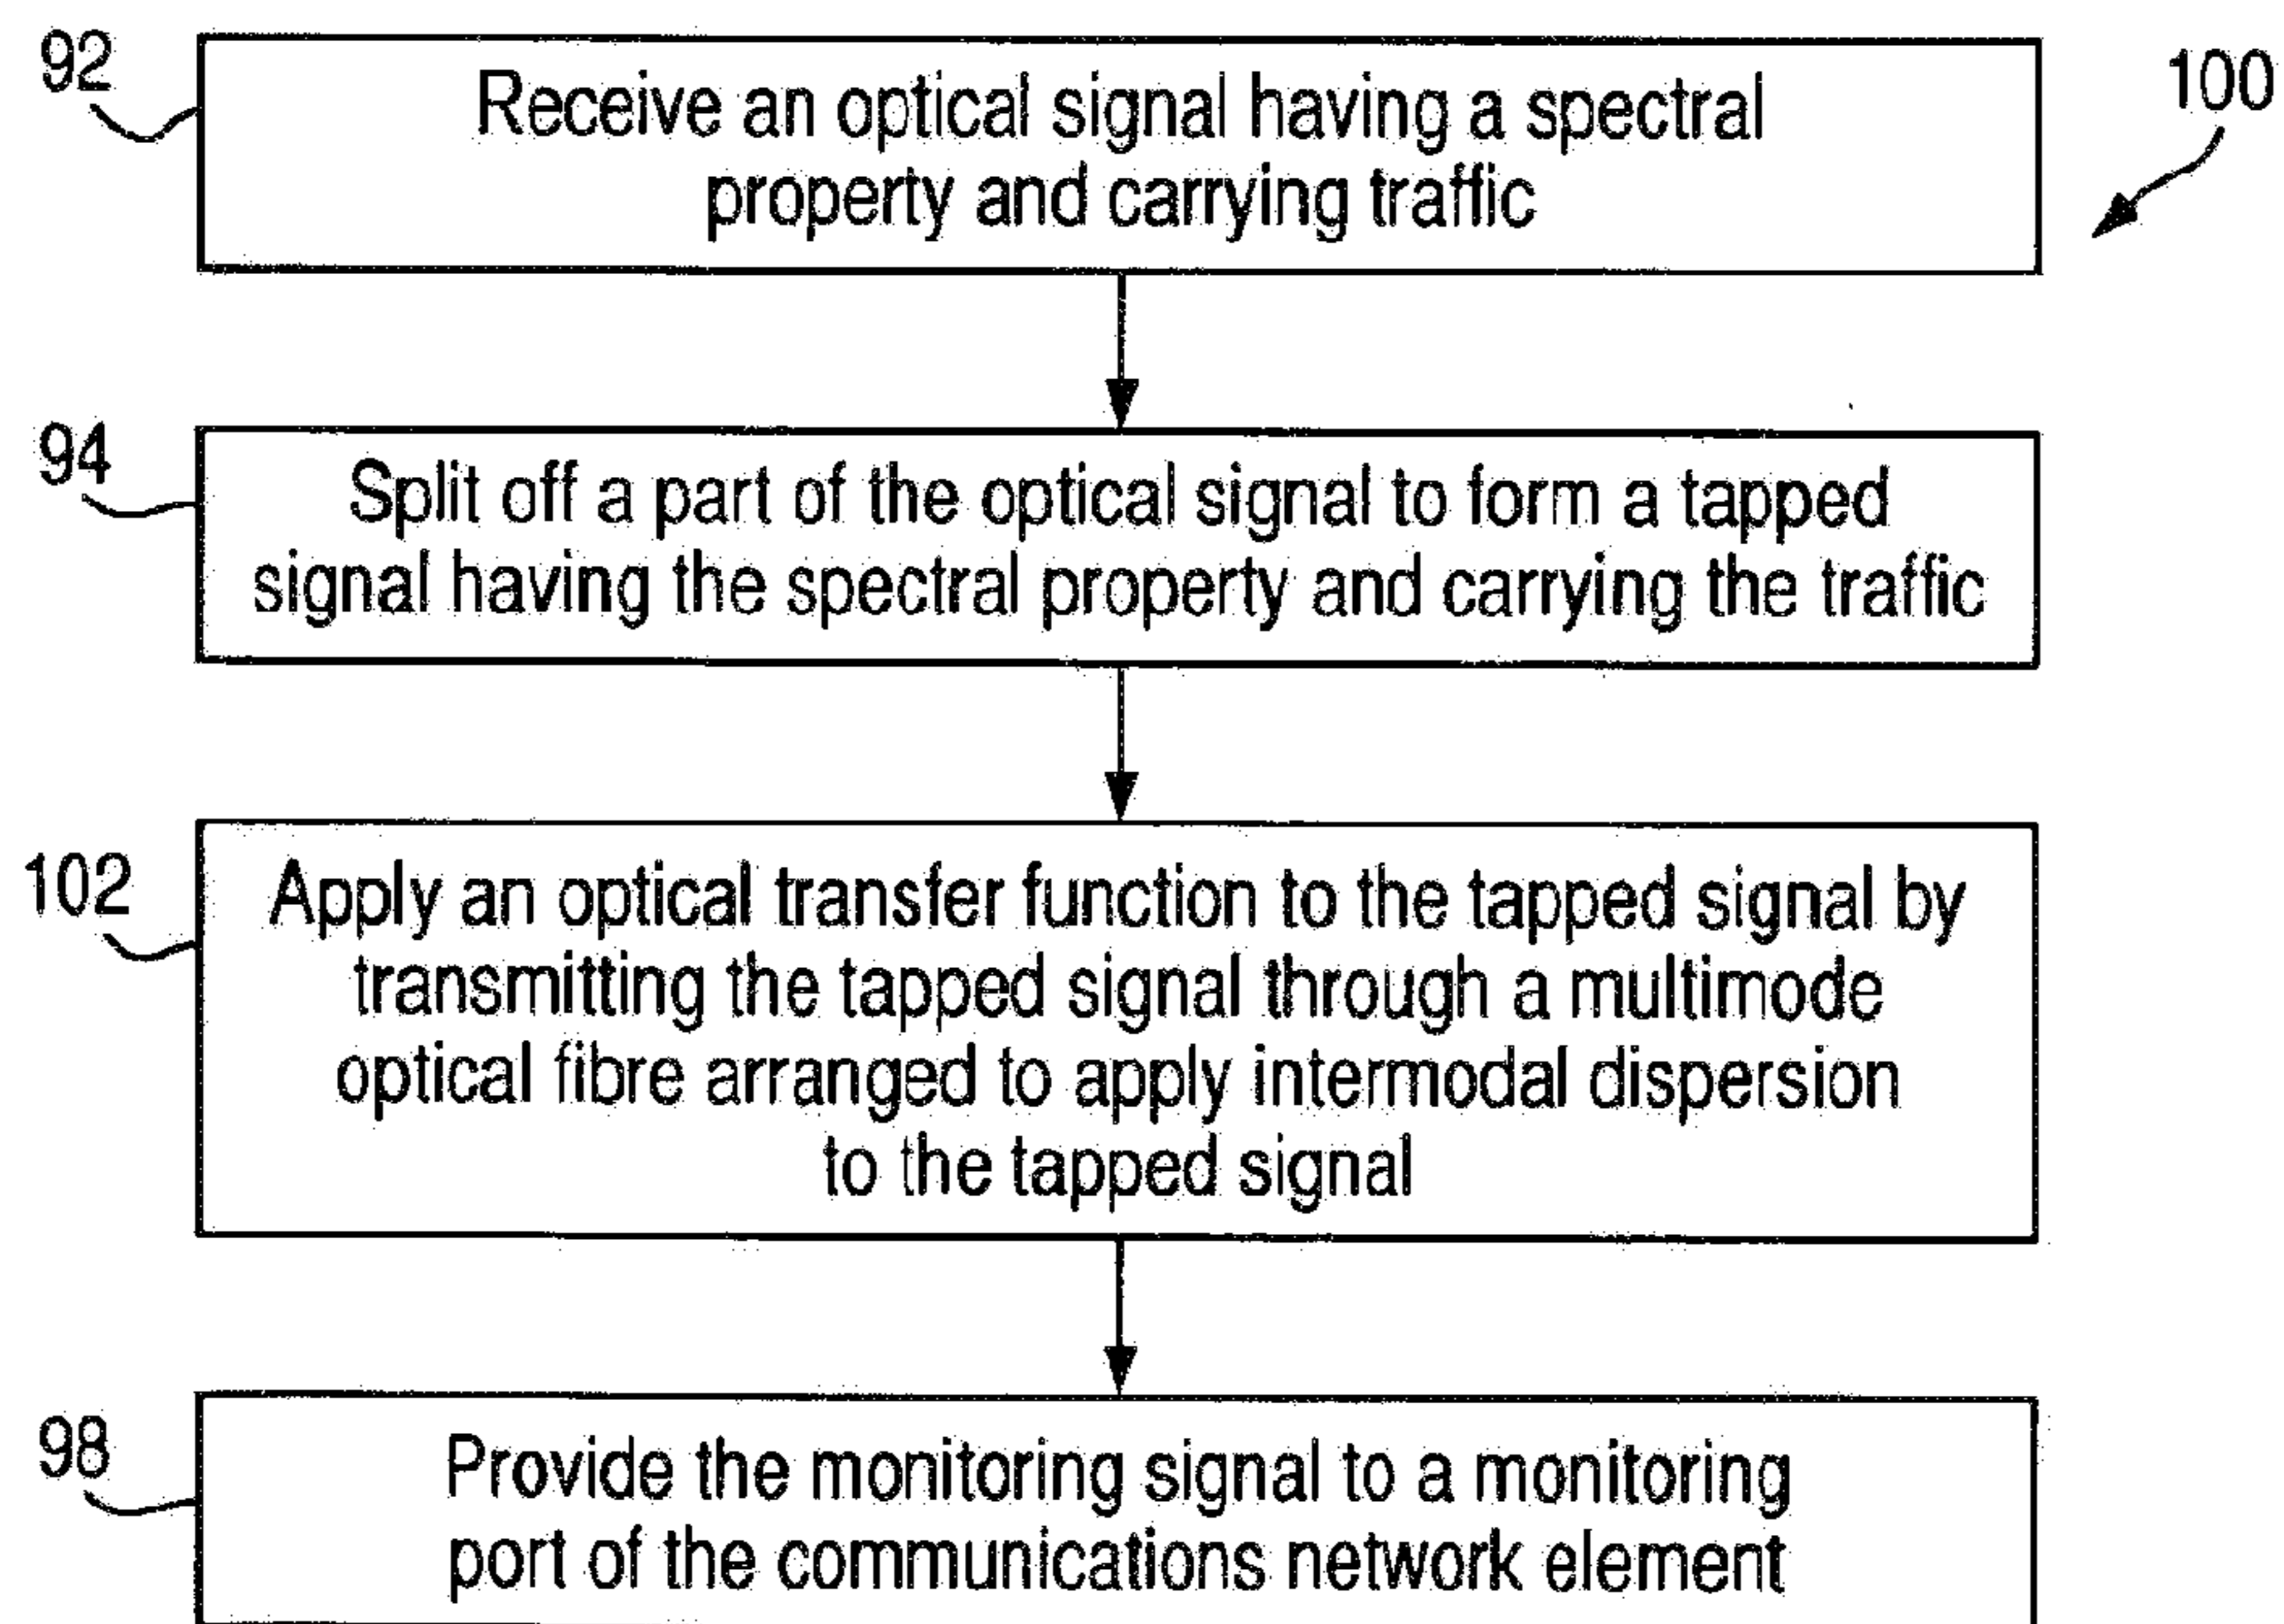 92
Receive an optical signal having a spectral
property and carrying traffic
100
94
Split off a part of the optical signal to form a tapped
signal having the spectral property and carrying the traffic
102
Apply an optical transfer function to the tapped signal by
transmitting the tapped signal through a multimode
optical fibre arranged to apply intermodal dispersion
to the tapped signal
98
Provide the monitoring signal to a monitoring
port of the communications network element